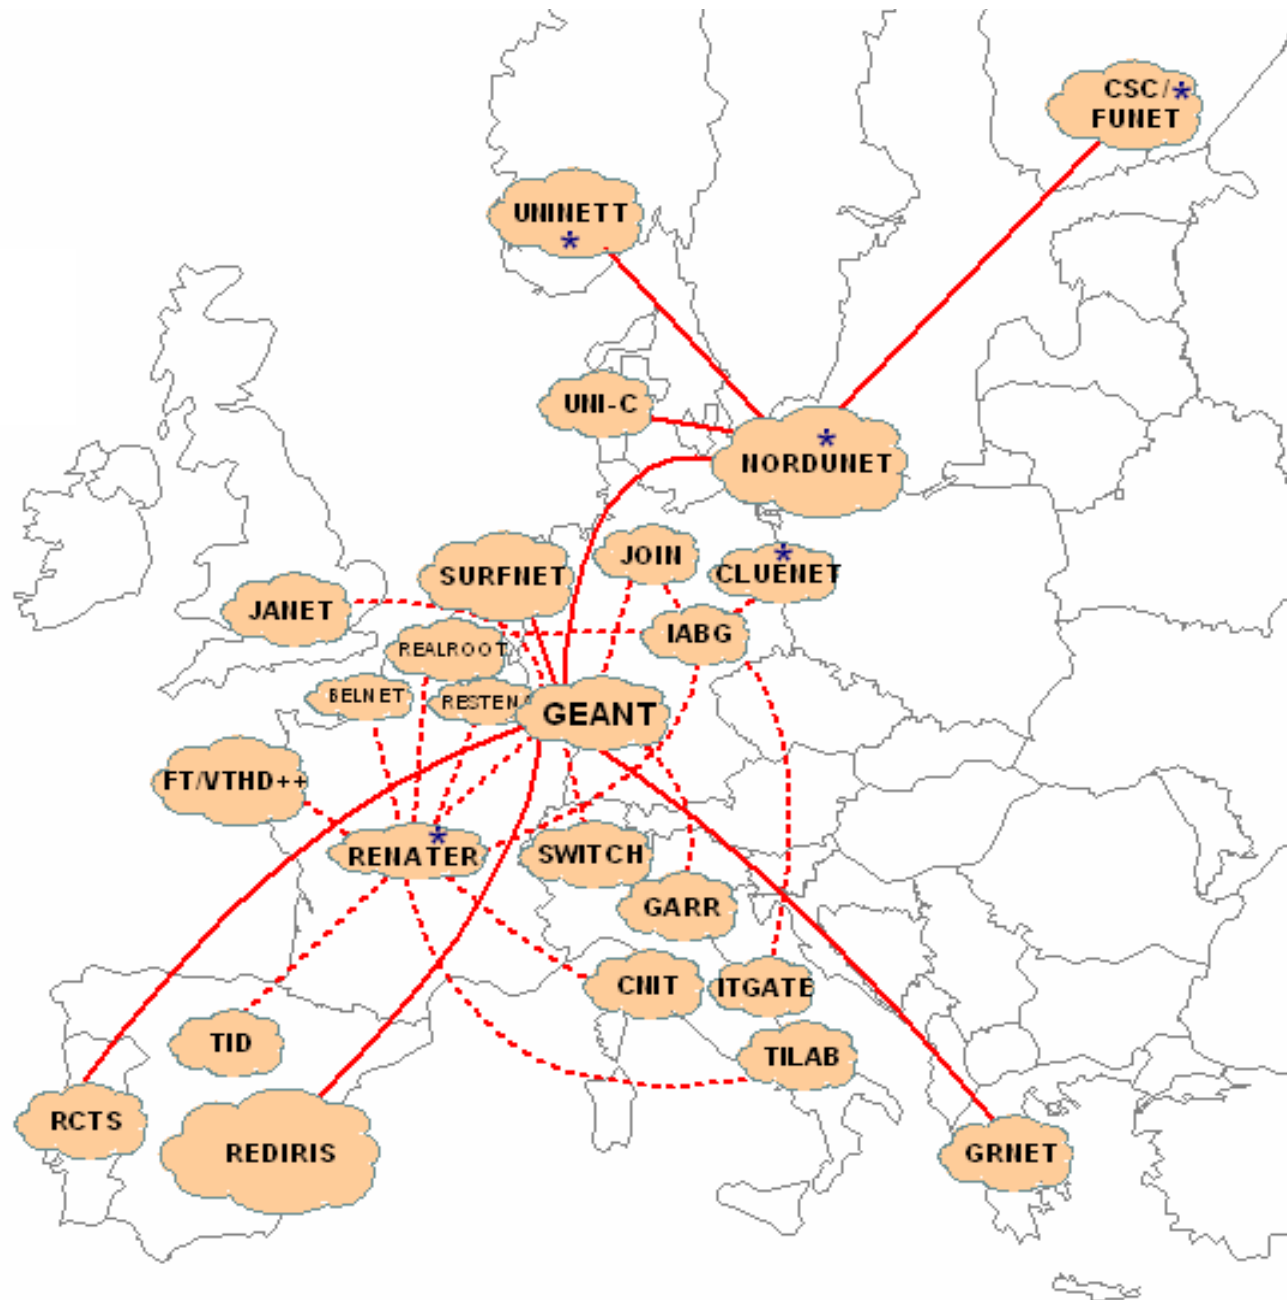 CSC/*
FUNET
UNINETT
*
UNI-C
*
NORDUNET
JOIN
*
CLUENET
SURFNET
JANET
IABG
REALROOT
BELNET
RESTENA
GEANT
FT/VTHD++
*
RENATER
SWITCH
GARR
CNIT
ITGATE
TID
TILAB
RCTS
REDIRIS
GRNET